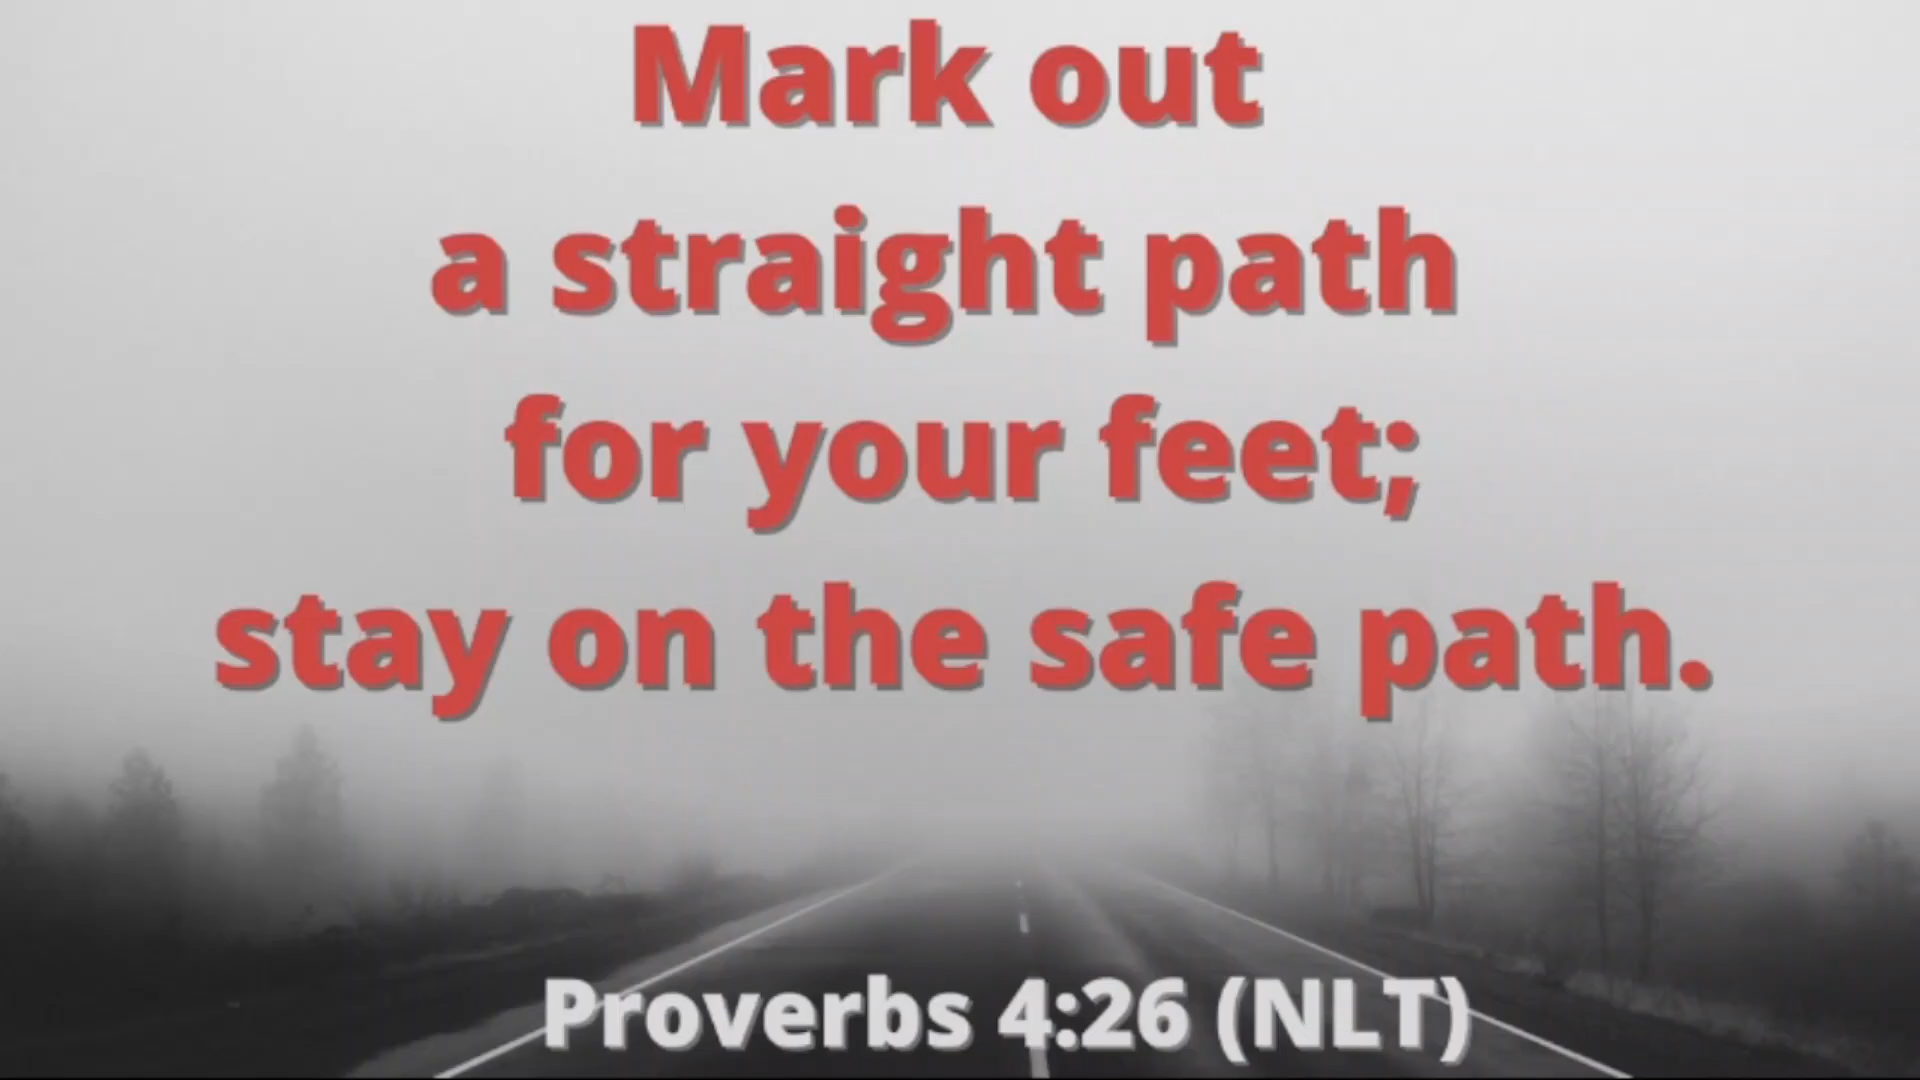 Mark out
a straight path
for your feet;
stay on the safe path.
Proverbs 4:26 (NLT)